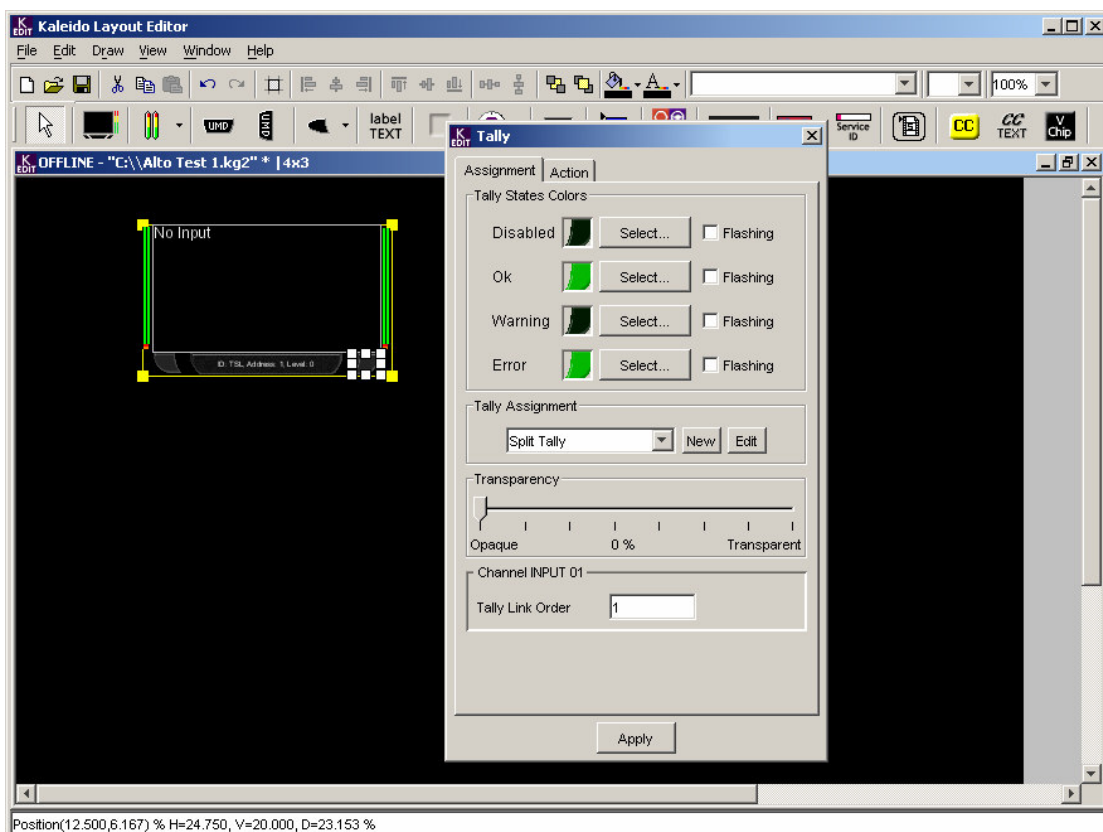 K EDIT Kaleido Layout Editor
File Edit Draw View Window Help
A 100%
UMD UMD label TEXT Service ID CC CC TEXT V Chip
K EDIT OFFLINE - "C:\\Alto Test 1.kg2" * |4x3
No Input
ID: TSL, Address: 1, Level: 0
K EDIT Tally
Assignment Action
Tally States Colors
Disabled Select... Flashing
Ok Select... Flashing
Warning Select... Flashing
Error Select... Flashing
Tally Assignment
Split Tally New Edit
Transparency
Opaque 0 % Transparent
Channel INPUT 01
Tally Link Order 1
Apply
Position(12.500,6.167) % H=24.750, V=20.000, D=23.153 %